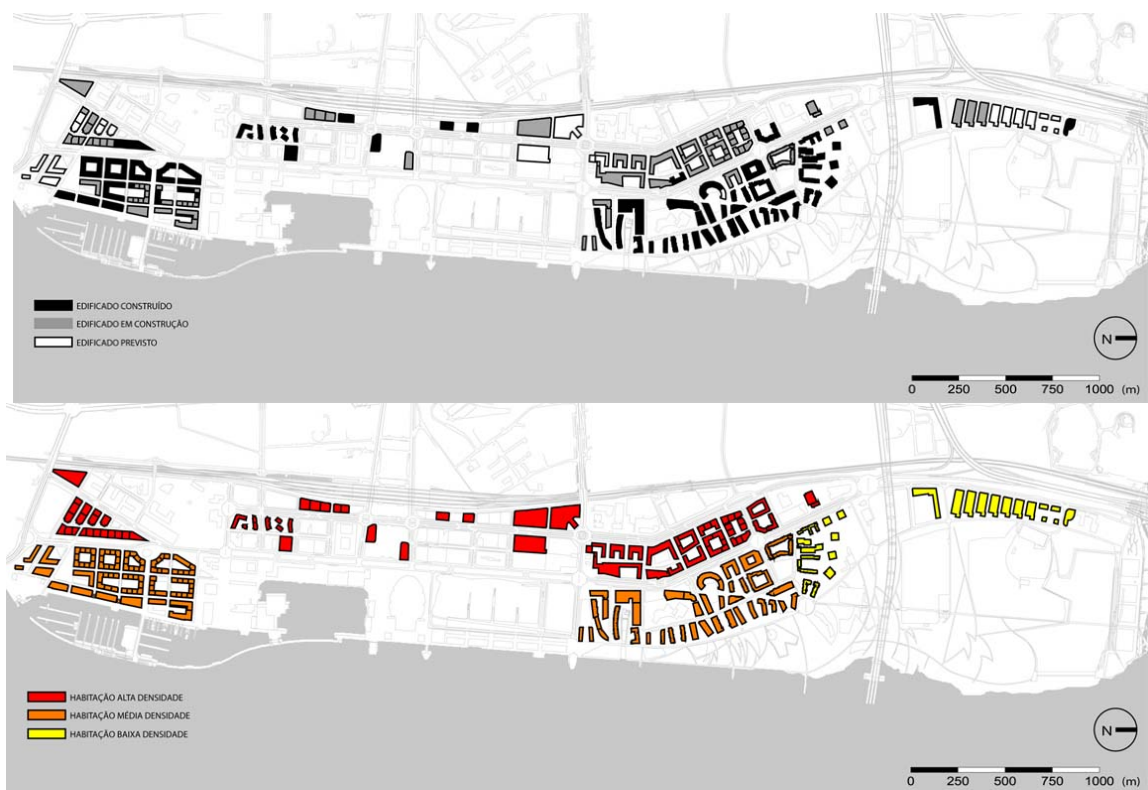 EDIFICADO CONSTRUÍDO
EDIFICADO EM CONSTRUÇÃO
EDIFICADO PREVISTO
N
0 250 500 750 1000 (m)
HABITAÇÃO ALTA DENSIDADE
HABITAÇÃO MÉDIA DENSIDADE
HABITAÇÃO BAIXA DENSIDADE
N
0 250 500 750 1000 (m)